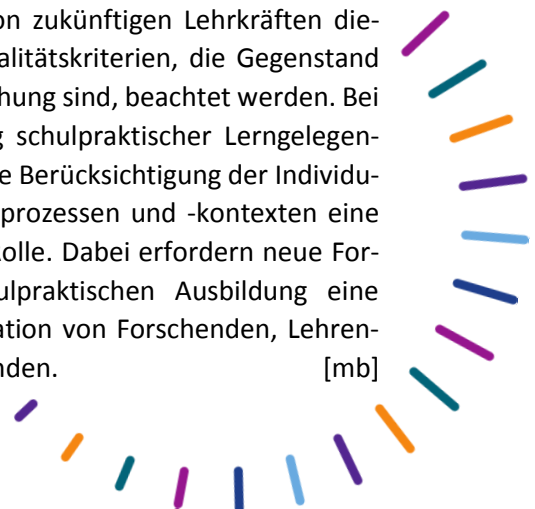 on zukünftigen Lehrkräften die-
alitätskriterien, die Gegenstand
hung sind, beachtet werden. Bei
g schulpraktischer Lerngelegen-
e Berücksichtigung der Individu-
prozessen und -kontexten eine
olle. Dabei erfordern neue For-
ulpraktischen Ausbildung eine
ation von Forschenden, Lehren-
nden. [mb]